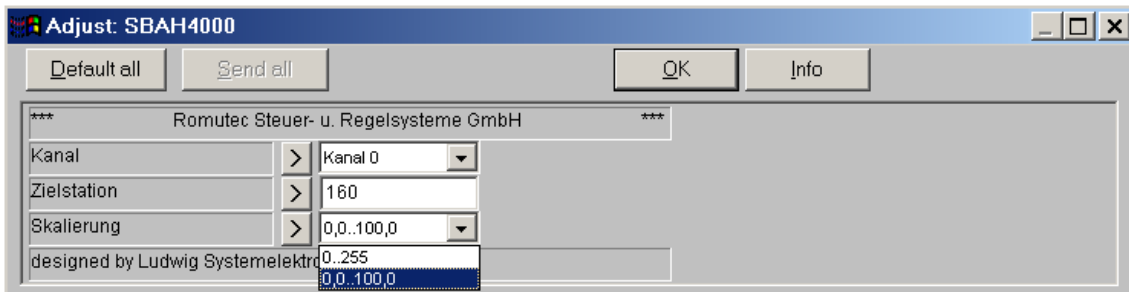 Adjust: SBAH4000
Default all Send all OK Info
*** Romutec Steuer- u. Regelsysteme GmbH ***
Kanal > Kanal 0
Zielstation > 160
Skalierung > 0,0..100,0
0..255
0,0..100,0
designed by Ludwig